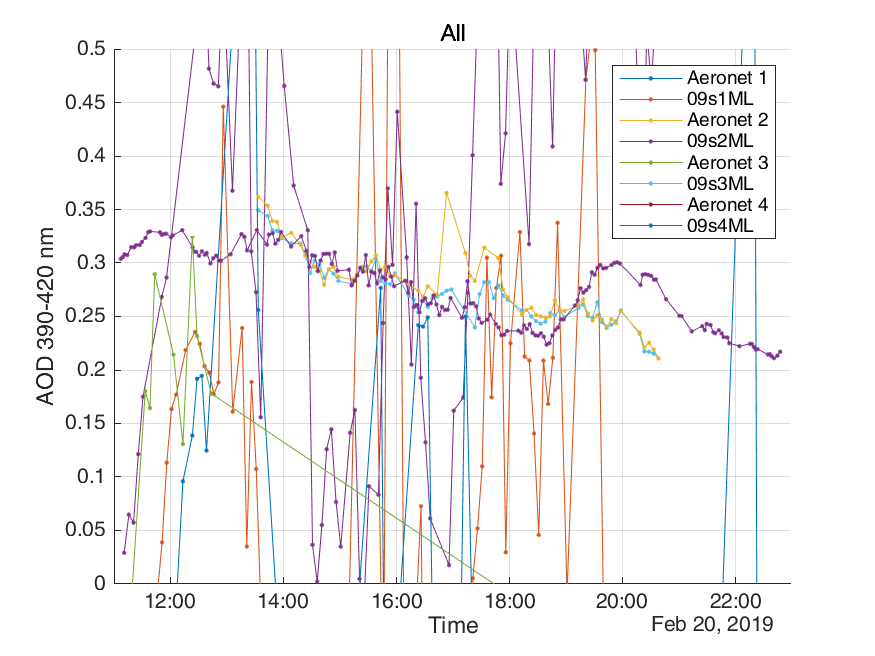 All
AOD 390-420 nm
0.5
0.45
0.4
0.35
0.3
0.25
0.2
0.15
0.1
0.05
0
Aeronet 1
09s1ML
Aeronet 2
09s2ML
Aeronet 3
09s3ML
Aeronet 4
09s4ML
12:00 14:00 16:00 18:00 20:00 22:00
Time
Feb 20, 2019